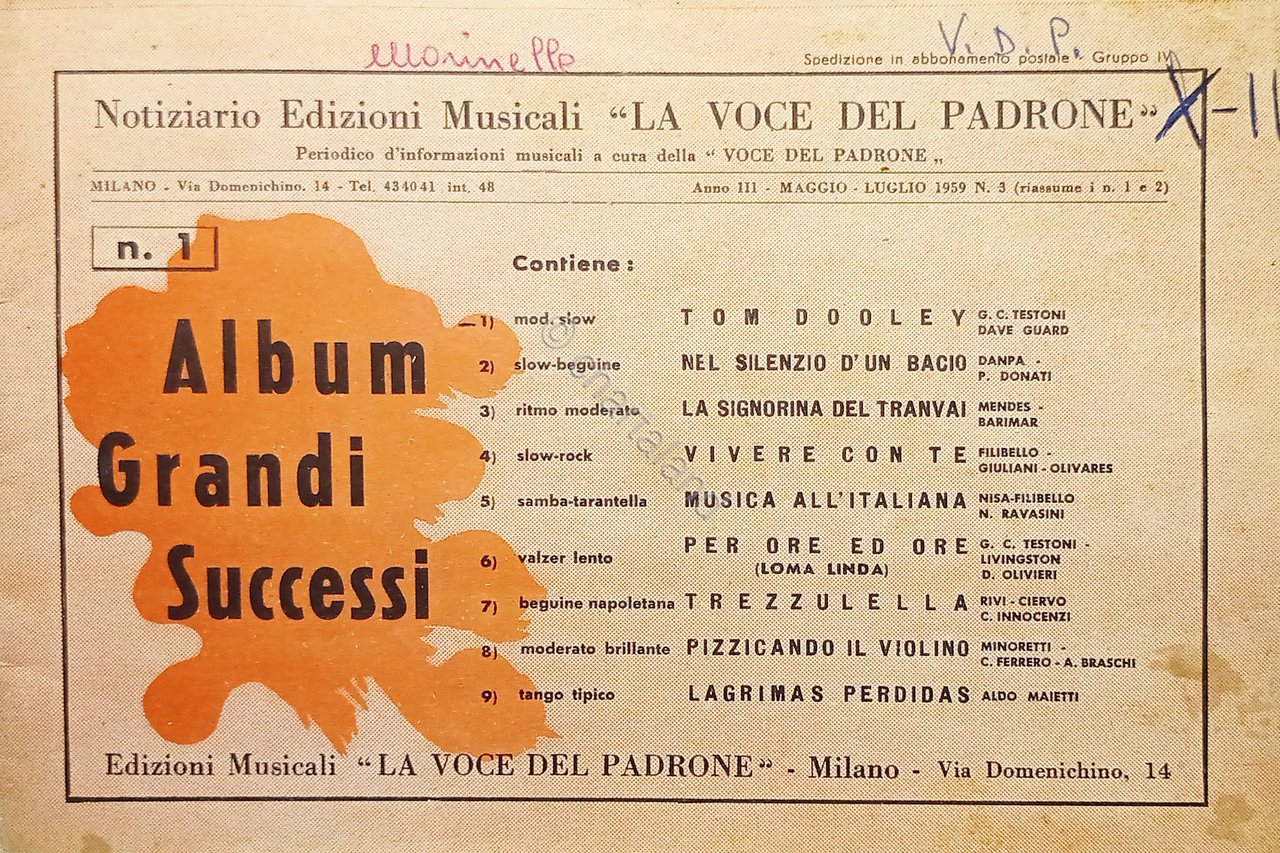 Marinella
V. D. P.
Spedizione in abbonamento postale - Gruppo IV
X-11
Notiziario Edizioni Musicali “LA VOCE DEL PADRONE”
Periodico d'informazioni musicali a cura della “ VOCE DEL PADRONE „
MILANO - Via Domenichino, 14 - Tel. 434041 int. 48
Anno III - MAGGIO - LUGLIO 1959 N. 3 (riassume i n. 1 e 2)
n. 1
Album
Grandi
Successi
Contiene :
1) mod. slow TOM DOOLEY G. C. TESTONI
DAVE GUARD
2) slow-beguine NEL SILENZIO D'UN BACIO DANPA -
P. DONATI
3) ritmo moderato LA SIGNORINA DEL TRANVAI MENDES -
BARIMAR
4) slow-rock VIVERE CON TE FILIBELLO -
GIULIANI - OLIVARES
5) samba-tarantella MUSICA ALL'ITALIANA NISA-FILIBELLO
N. RAVASINI
6) valzer lento PER ORE ED ORE G. C. TESTONI -
(LOMA LINDA) LIVINGSTON
D. OLIVIERI
7) beguine napoletana TREZZULELLA RIVI - CIERVO
C. INNOCENZI
8) moderato brillante PIZZICANDO IL VIOLINO MINORETTI -
C. FERRERO - A. BRASCHI
9) tango tipico LAGRIMAS PERDIDAS ALDO MAIETTI
Edizioni Musicali “LA VOCE DEL PADRONE” - Milano - Via Domenichino, 14
© chartaland